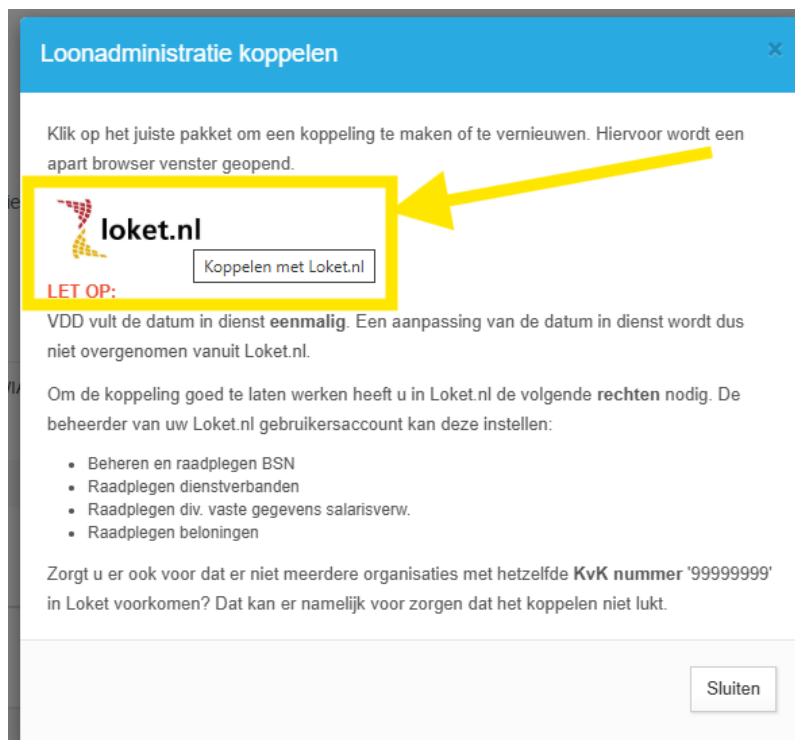 Loonadministratie koppelen
×
Klik op het juiste pakket om een koppeling te maken of te vernieuwen. Hiervoor wordt een
apart browser venster geopend.
loket.nl
Koppelen met Loket.nl
LET OP:
VDD vult de datum in dienst eenmalig. Een aanpassing van de datum in dienst wordt dus
niet overgenomen vanuit Loket.nl.
Om de koppeling goed te laten werken heeft u in Loket.nl de volgende rechten nodig. De
beheerder van uw Loket.nl gebruikersaccount kan deze instellen:
• Beheren en raadplegen BSN
• Raadplegen dienstverbanden
• Raadplegen div. vaste gegevens salarisverw.
• Raadplegen beloningen
Zorgt u er ook voor dat er niet meerdere organisaties met hetzelfde KvK nummer '99999999'
in Loket voorkomen? Dat kan er namelijk voor zorgen dat het koppelen niet lukt.
Sluiten